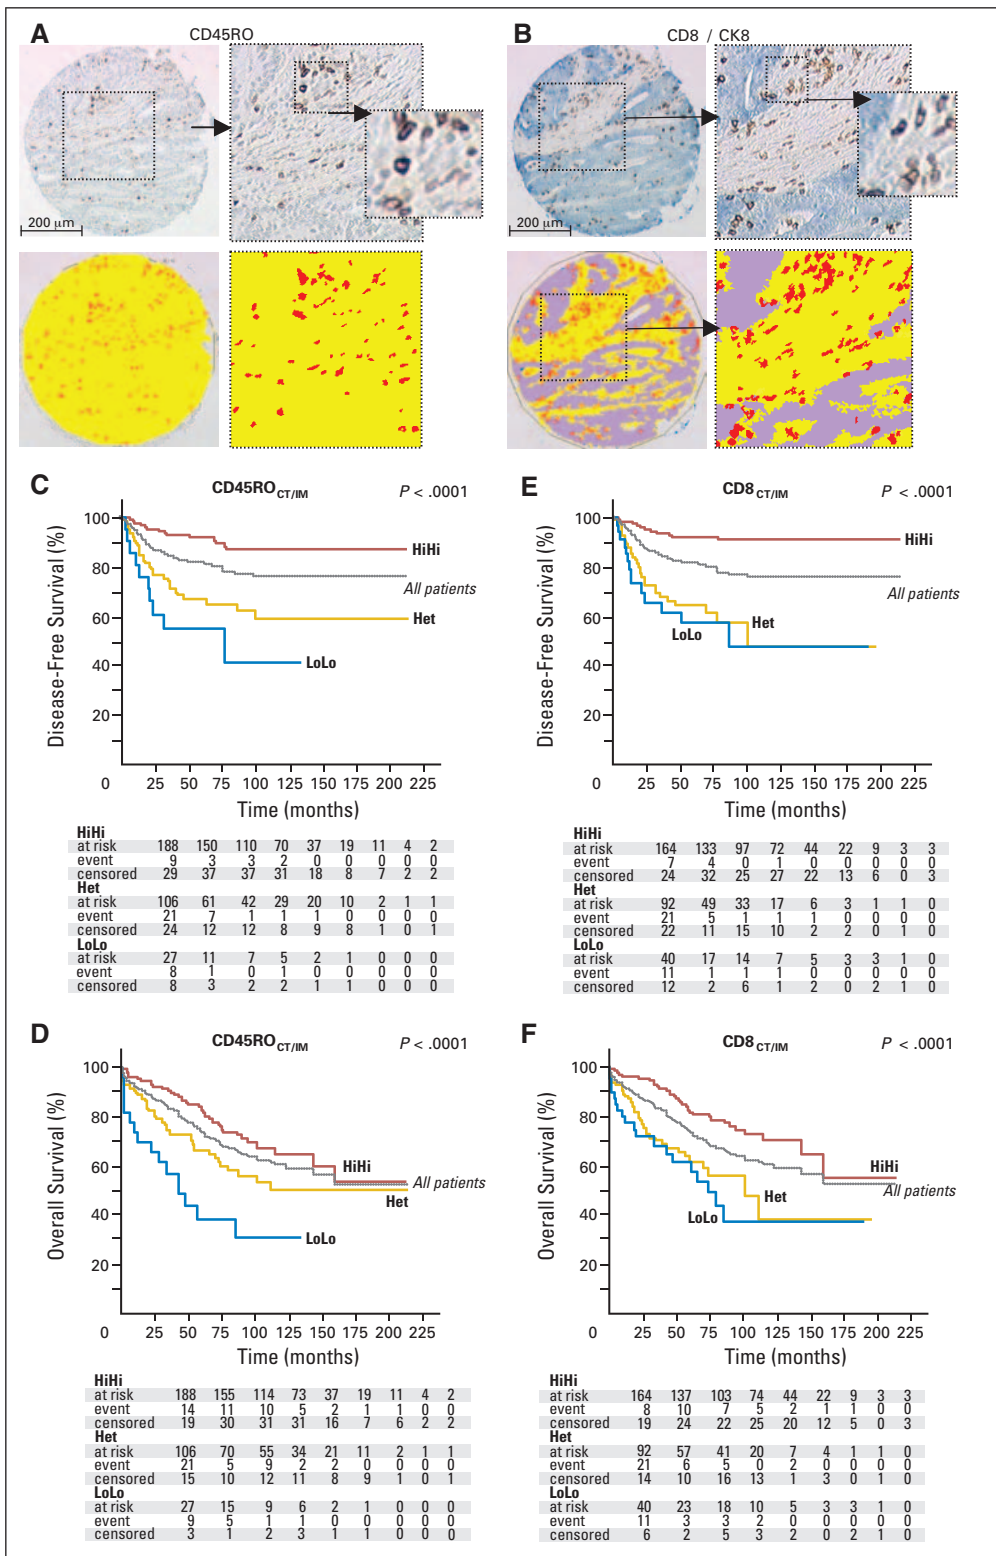 A
CD45RO
200 µm
B
CD8 / CK8
200 µm
C
CD45RO CT/IM
P < .0001
Disease-Free Survival (%)
100
80
60
40
20
0
HiHi
All patients
Het
LoLo
25 50 75 100 125 150 175 200 225
Time (months)
HiHi
at risk 188 150 110 70 37 19 11 4 2
event 9 3 3 2 0 0 0 0 0
censored 29 37 37 31 18 8 7 2 2
Het
at risk 106 61 42 29 20 10 2 1 1
event 21 7 1 1 1 0 0 0 0
censored 24 12 12 8 9 8 1 0 1
LoLo
at risk 27 11 7 5 2 1 0 0 0
event 8 1 0 1 0 0 0 0 0
censored 8 3 2 2 1 1 0 0 0
E
CD8 CT/IM
P < .0001
Disease-Free Survival (%)
100
80
60
40
20
0
HiHi
All patients
Het
LoLo
25 50 75 100 125 150 175 200 225
Time (months)
HiHi
at risk 164 133 97 72 44 22 9 3 3
event 7 4 0 1 0 0 0 0 0
censored 24 32 25 27 22 13 6 0 3
Het
at risk 92 49 33 17 6 3 1 1 0
event 21 5 1 1 1 0 0 0 0
censored 22 11 15 10 2 2 0 1 0
LoLo
at risk 40 17 14 7 5 3 3 1 0
event 11 1 1 1 0 0 0 0 0
censored 12 2 6 1 2 0 2 1 0
D
CD45RO CT/IM
P < .0001
Overall Survival (%)
100
80
60
40
20
0
HiHi
All patients
Het
LoLo
25 50 75 100 125 150 175 200 225
Time (months)
HiHi
at risk 188 155 114 73 37 19 11 4 2
event 14 11 10 5 2 1 1 0 0
censored 19 30 31 31 16 7 6 2 2
Het
at risk 106 70 55 34 21 11 2 1 1
event 21 5 9 2 2 0 0 0 0
censored 15 10 12 11 8 9 1 0 1
LoLo
at risk 27 15 9 6 2 1 0 0 0
event 9 5 1 1 0 0 0 0 0
censored 3 1 2 3 1 1 0 0 0
F
CD8 CT/IM
P < .0001
Overall Survival (%)
100
80
60
40
20
0
HiHi
All patients
Het
LoLo
25 50 75 100 125 150 175 200 225
Time (months)
HiHi
at risk 164 137 103 74 44 22 9 3 3
event 8 10 7 5 2 1 1 0 0
censored 19 24 22 25 20 12 5 0 3
Het
at risk 92 57 41 20 7 4 1 1 0
event 21 6 5 0 2 0 0 0 0
censored 14 10 16 13 1 3 0 1 0
LoLo
at risk 40 23 18 10 5 3 3 1 0
event 11 3 3 2 0 0 0 0 0
censored 6 2 5 3 2 0 2 1 0